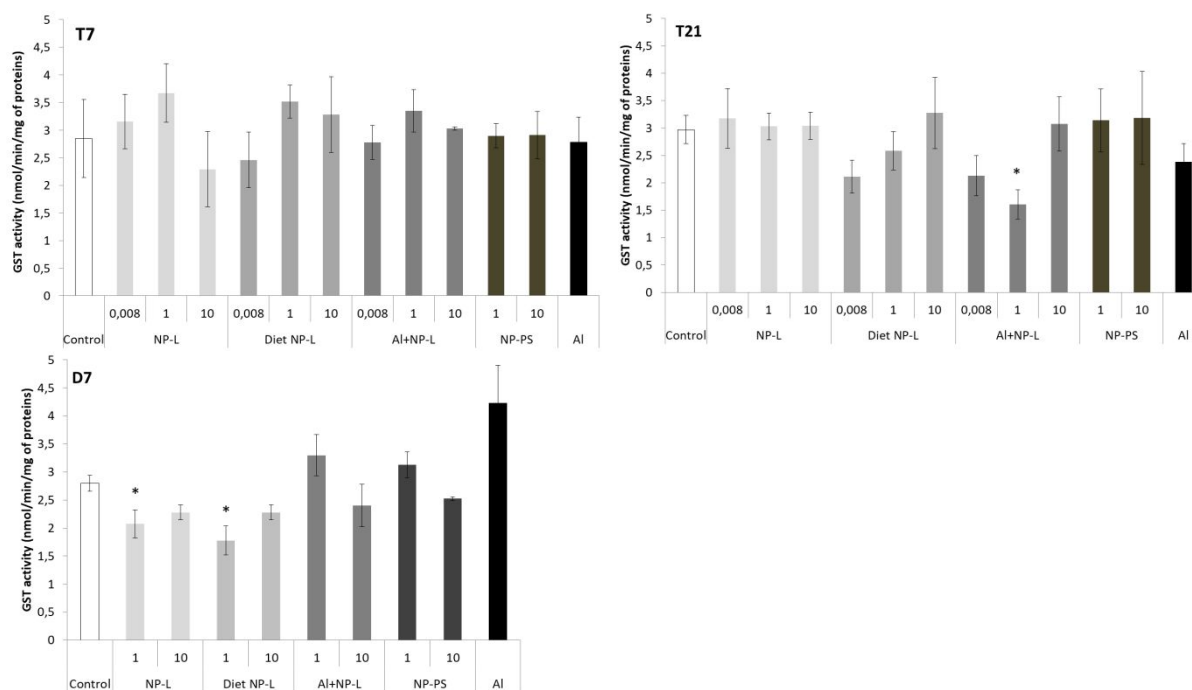 T7
GST activity (nmol/min/mg of proteins)
5
4,5
4
3,5
3
2,5
2
1,5
1
0,5
0
0,008 1 10 0,008 1 10 0,008 1 10 1 10
Control NP-L Diet NP-L Al+NP-L NP-PS Al
T21
GST activity (nmol/min/mg of proteins)
5
4,5
4
3,5
3
2,5
2
1,5
1
0,5
0
*
0,008 1 10 0,008 1 10 0,008 1 10 1 10
Control NP-L Diet NP-L Al+NP-L NP-PS Al
D7
GST activity (nmol/min/mg of proteins)
5
4,5
4
3,5
3
2,5
2
1,5
1
0,5
0
* *
1 10 1 10 1 10 1 10
Control NP-L Diet NP-L Al+NP-L NP-PS Al